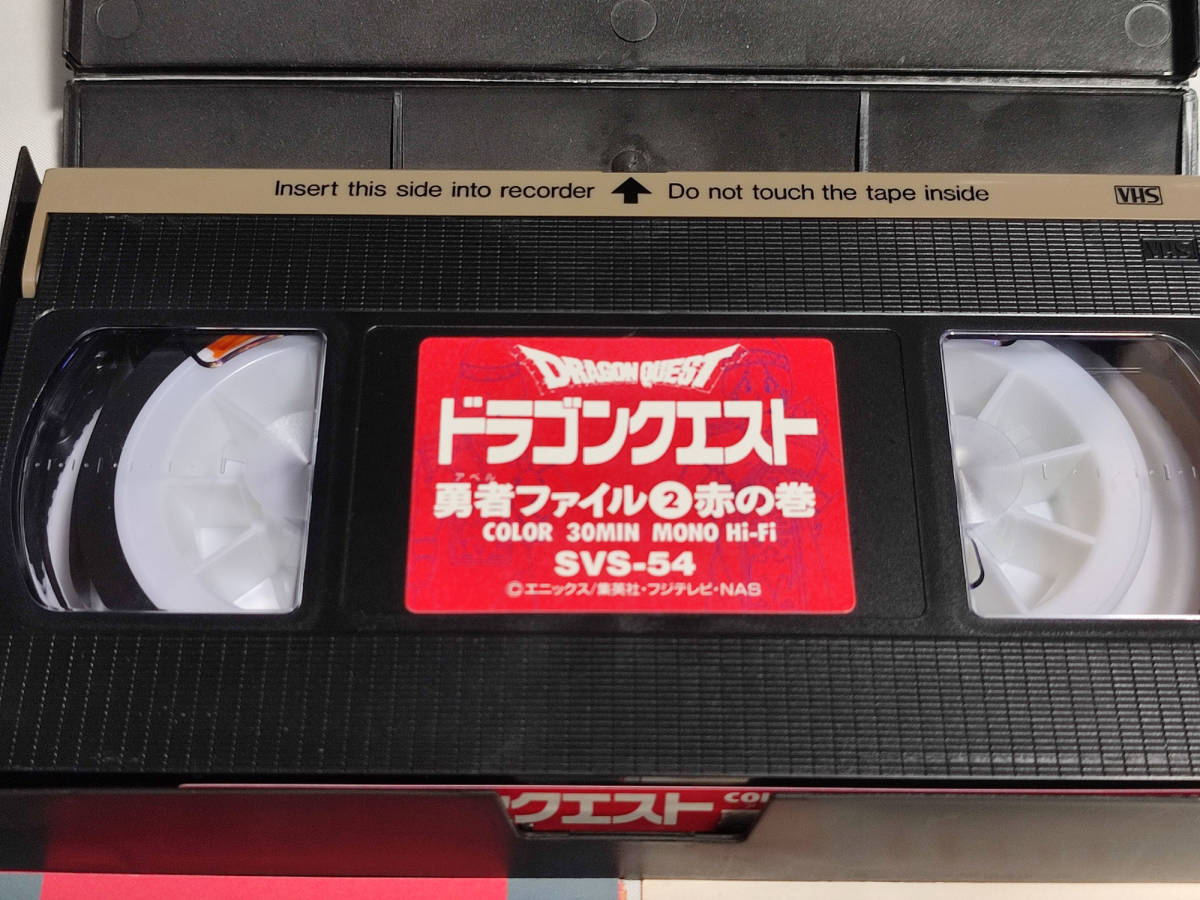 Insert this side into recorder ⬆ Do not touch the tape inside VHS
VHS
DRAGON QUEST
ドラゴンクエスト
アベル
勇者ファイル❷赤の巻
COLOR 30MIN MONO Hi-Fi
SVS-54
©エニックス/集英社・フジテレビ・NAS
ンクエスト